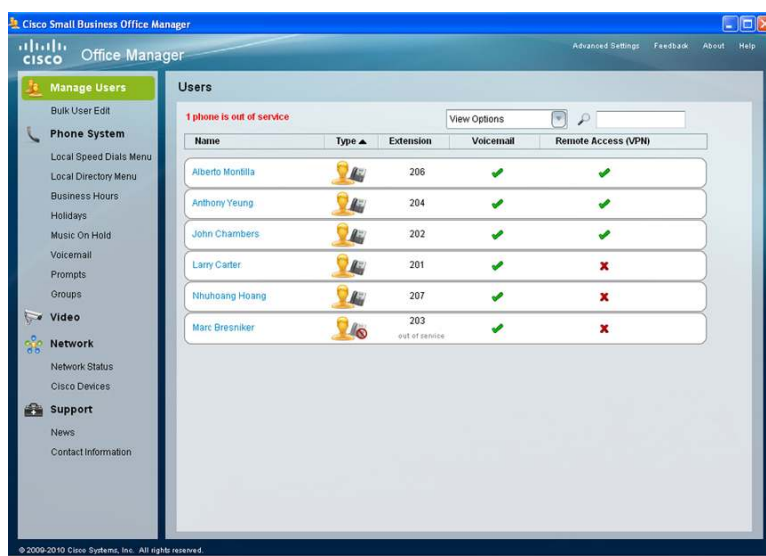 Cisco Small Business Office Manager
CISCO Office Manager
Advanced Settings Feedback About Help
Manage Users
Bulk User Edit
Phone System
Local Speed Dials Menu
Local Directory Menu
Business Hours
Holidays
Music On Hold
Voicemail
Prompts
Groups
Video
Network
Network Status
Cisco Devices
Support
News
Contact Information
Users
1 phone is out of service
View Options
Name Type Extension Voicemail Remote Access (VPN)
Alberto Montilla 206
Anthony Yeung 204
John Chambers 202
Larry Carter 201
Nhuhoang Hoang 207
Marc Bresniker 203
out of service
© 2009-2010 Cisco Systems, Inc. All rights reserved.